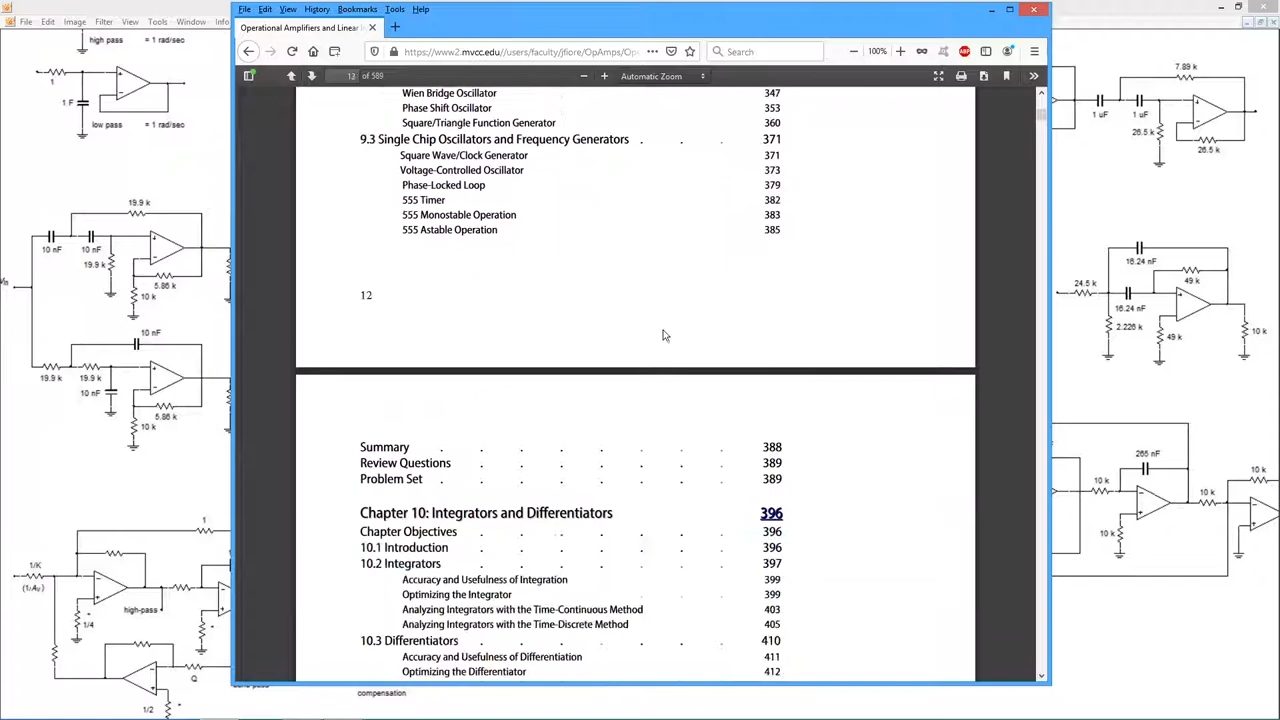 File Edit Image Filter View Tools Window
File Edit View History Bookmarks Tools Help
Operational Amplifiers and Linear
https://www2.mvcc.edu//users/faculty/jfiore/OpAmps/Op
100%
Search
13 of 589
Automatic Zoom
Wien Bridge Oscillator 347
Phase Shift Oscillator 353
Square/Triangle Function Generator 360
9.3 Single Chip Oscillators and Frequency Generators . . . 371
Square Wave/Clock Generator 371
Voltage-Controlled Oscillator 373
Phase-Locked Loop 379
555 Timer 382
555 Monostable Operation 383
555 Astable Operation 385
12
Summary . . . . . . . . 388
Review Questions . . . . . . . 389
Problem Set . . . . . . . . 389
Chapter 10: Integrators and Differentiators 396
Chapter Objectives . . . . . . . 396
10.1 Introduction . . . . . . . 396
10.2 Integrators . . . . . . . 397
Accuracy and Usefulness of Integration 399
Optimizing the Integrator 399
Analyzing Integrators with the Time-Continuous Method 403
Analyzing Integrators with the Time-Discrete Method 405
10.3 Differentiators . . . . . . . 410
Accuracy and Usefulness of Differentiation 411
Optimizing the Differentiator 412
high pass = 1 rad/sec
1
1 F
low pass = 1 rad/sec
19.9 k
10 nF
10 nF
19.9 k
5.86 k
10 k
10 nF
19.9 k
19.9 k
10 nF
5.86 k
10 k
1
1/K
(1/Av)
high-pass
1/4
Q
1/2
compensation
7.89 k
1 uF
1 uF
26.5 k
26.5 k
16.24 nF
49 k
24.5 k
16.24 nF
2.226 k
49 k
10 k
265 nF
10 k
10 k
10 k
10 k